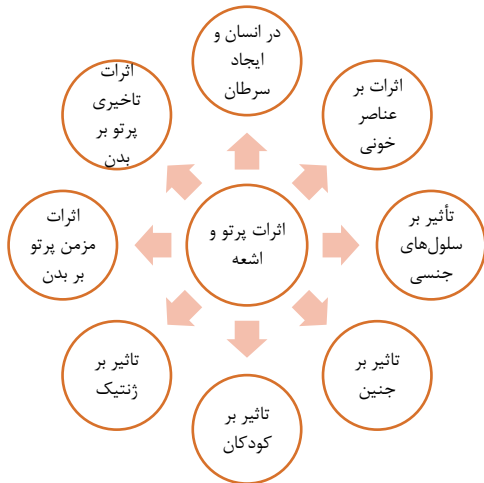 در انسان و
ایجاد
سرطان
اثرات بر
عناصر
خونی
تأثیر بر
سلول‌های
جنسی
تاثیر بر
جنین
تاثیر بر
کودکان
تاثیر بر
ژنتیک
اثرات
مزمن پرتو
بر بدن
اثرات
تاخیری
پرتو بر
بدن
اثرات پرتو و
اشعه